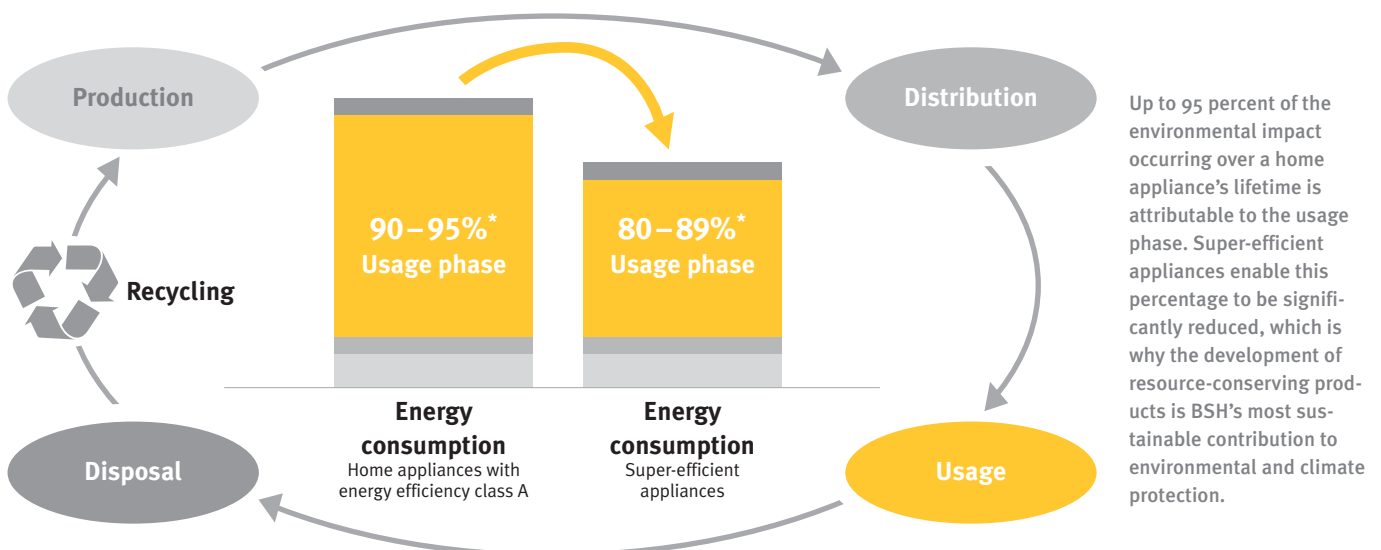 Production
Distribution
90–95%*
Usage phase
80–89%*
Usage phase
Recycling
Energy
consumption
Home appliances with
energy efficiency class A
Energy
consumption
Super-efficient
appliances
Disposal
Usage
Up to 95 percent of the
environmental impact
occurring over a home
appliance’s lifetime is
attributable to the usage
phase. Super-efficient
appliances enable this
percentage to be signifi-
cantly reduced, which is
why the development of
resource-conserving prod-
ucts is BSH’s most sus-
tainable contribution to
environmental and climate
protection.